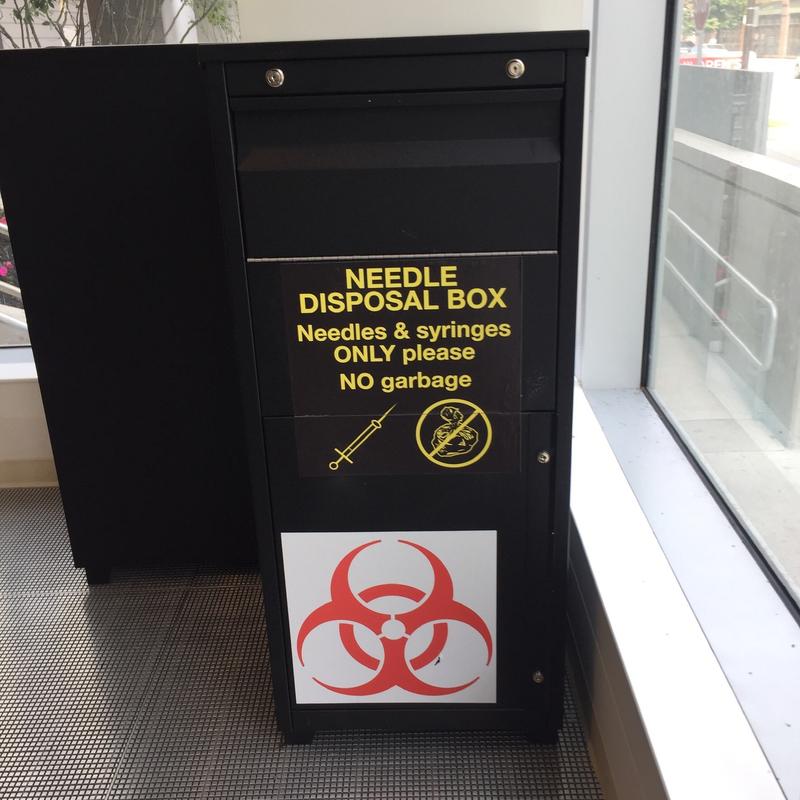 NEEDLE
DISPOSAL BOX
Needles & syringes
ONLY please
NO garbage